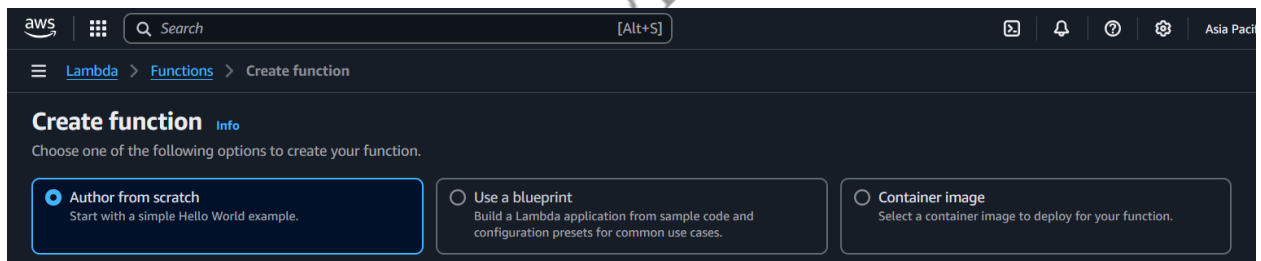 aws
Search [Alt+S] Asia Pacif
Lambda > Functions > Create function
Create function Info
Choose one of the following options to create your function.
Author from scratch
Start with a simple Hello World example.
Use a blueprint
Build a Lambda application from sample code and
configuration presets for common use cases.
Container image
Select a container image to deploy for your function.